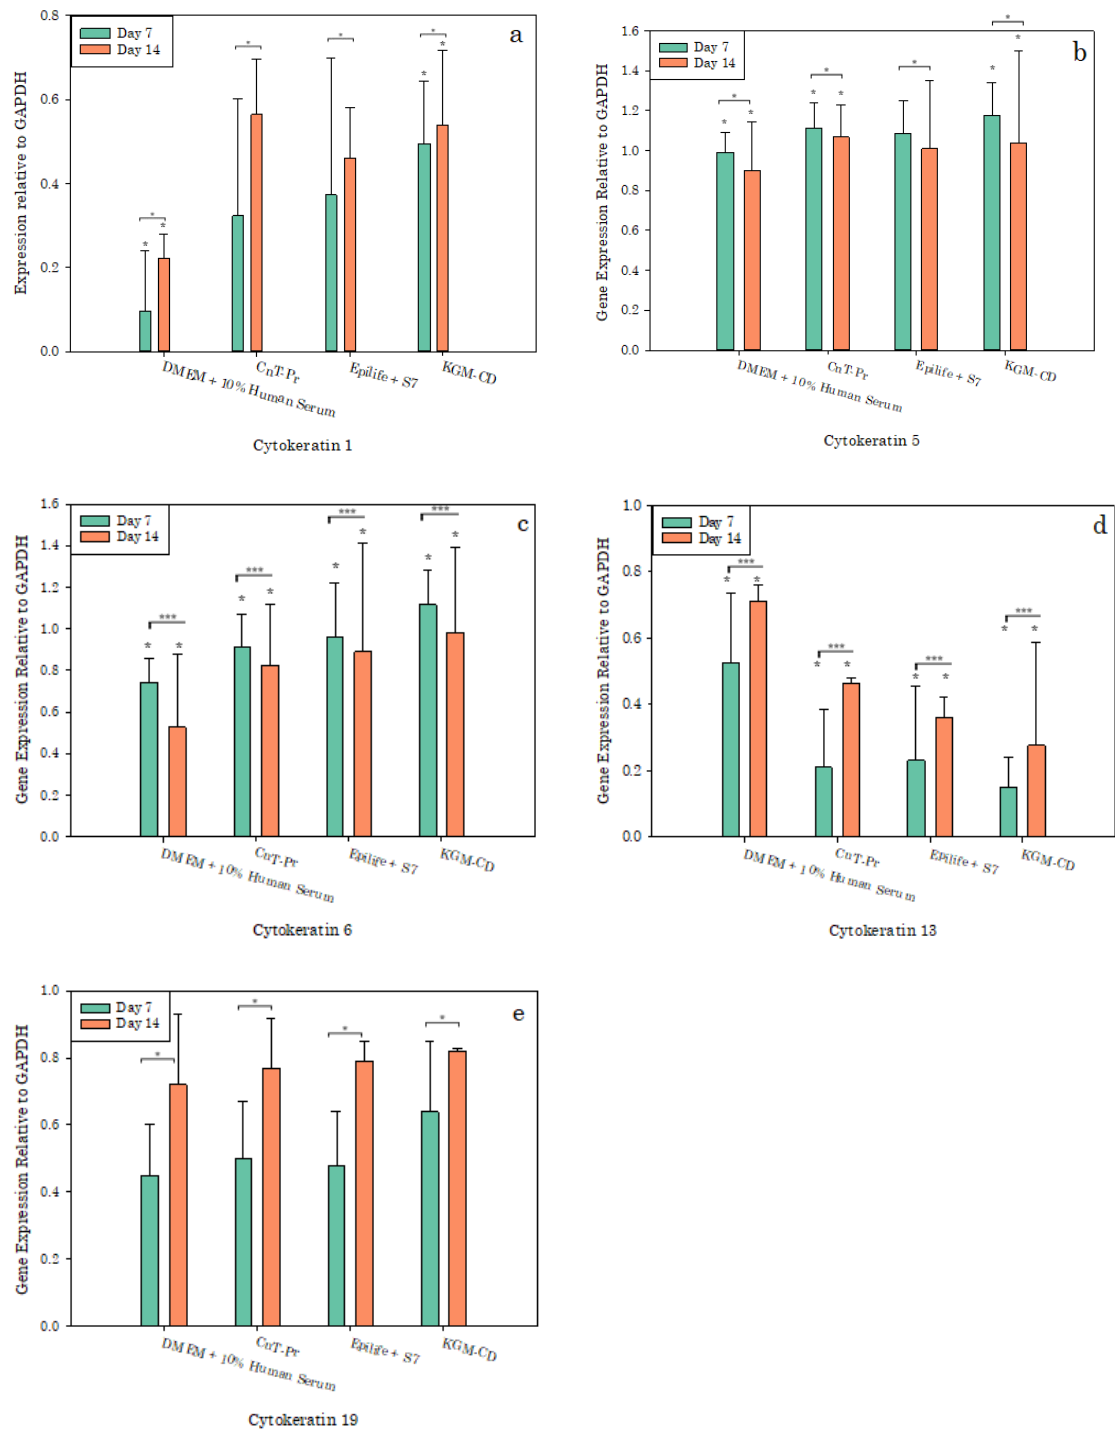 a
Day 7
Day 14
0.8
0.6
0.4
0.2
0.0
Expression relative to GAPDH
*
*
*
*
*
*
*
*
DMEM + 10% Human Serum
CnT-Pr
Epilife + S7
KGM-CD
Cytokeratin 1
b
Day 7
Day 14
1.6
1.4
1.2
1.0
0.8
0.6
0.4
0.2
0.0
Gene Expression Relative to GAPDH
*
*
*
*
*
*
*
*
*
*
DMEM + 10% Human Serum
CnT-Pr
Epilife + S7
KGM-CD
Cytokeratin 5
c
Day 7
Day 14
1.6
1.4
1.2
1.0
0.8
0.6
0.4
0.2
0.0
Gene Expression Relative to GAPDH
***
* *
***
* *
***
* *
***
* *
DMEM + 10% Human Serum
CnT-Pr
Epilife + S7
KGM-CD
Cytokeratin 6
d
Day 7
Day 14
1.0
0.8
0.6
0.4
0.2
0.0
Gene Expression Relative to GAPDH
***
* *
***
* *
***
* *
***
* *
DMEM + 10% Human Serum
CnT-Pr
Epilife + S7
KGM-CD
Cytokeratin 13
e
Day 7
Day 14
1.0
0.8
0.6
0.4
0.2
0.0
Gene Expression Relative to GAPDH
*
*
*
*
DMEM + 10% Human Serum
CnT-Pr
Epilife + S7
KGM-CD
Cytokeratin 19